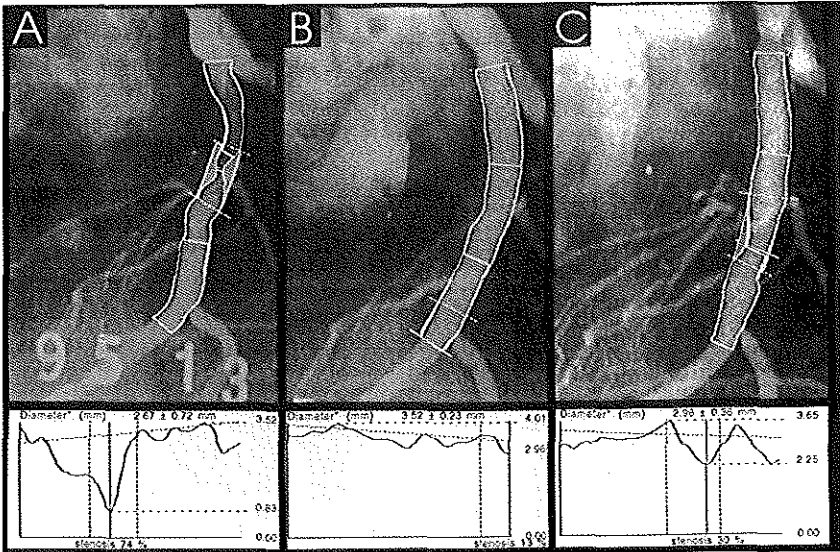 A
B
C
9 5 1 3
Diameter* (mm) 2.67 ± 0.72 mm 3.52
0.83
0.00
stenosis 74 %
Diameter* (mm) 3.52 ± 0.23 mm 4.01
2.96
0.00
stenosis 13 %
Diameter* (mm) 2.98 ± 0.36 mm 3.65
2.25
0.00